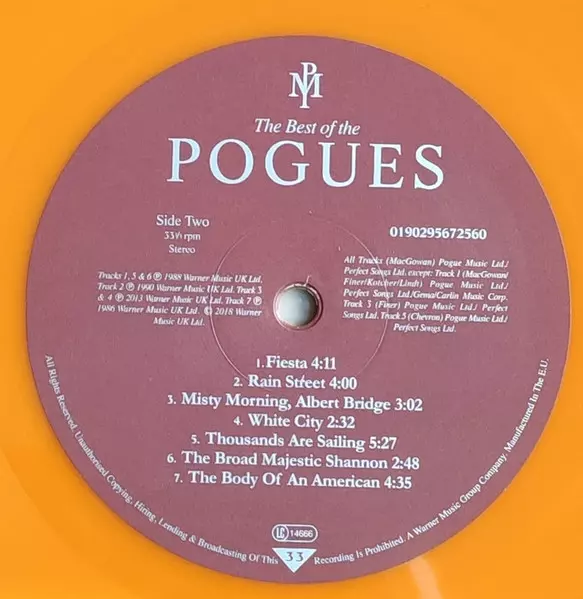 PM
The Best of the
POGUES
Side Two
33⅓ rpm
Stereo
0190295672560
Tracks 1, 5 & 6 ℗ 1988 Warner Music UK Ltd.
Track 2 ℗ 1990 Warner Music UK Ltd. Track 3
& 4 ℗ 2013 Warner Music UK Ltd. Track 7 ℗
1986 Warner Music UK Ltd. © 2018 Warner
Music UK Ltd.
All Tracks (MacGowan) Pogue Music Ltd./
Perfect Songs Ltd. except: Track 1 (MacGowan/
Finer/Kotscher/Lindt) Pogue Music Ltd./
Perfect Songs Ltd./Grema/Carlin Music Corp.
Track 3 (Finer) Pogue Music Ltd./ Perfect
Songs Ltd. Track 5 (Chevron) Pogue Music Ltd./
Perfect Songs Ltd.
1. Fiesta 4:11
2. Rain Street 4:00
3. Misty Morning, Albert Bridge 3:02
4. White City 2:32
5. Thousands Are Sailing 5:27
6. The Broad Majestic Shannon 2:48
7. The Body Of An American 4:35
LC 14666
33
All Rights Reserved. Unauthorised Copying, Hiring, Lending & Broadcasting Of This Recording Is Prohibited. A Warner Music Group Company. Manufactured In The E.U.